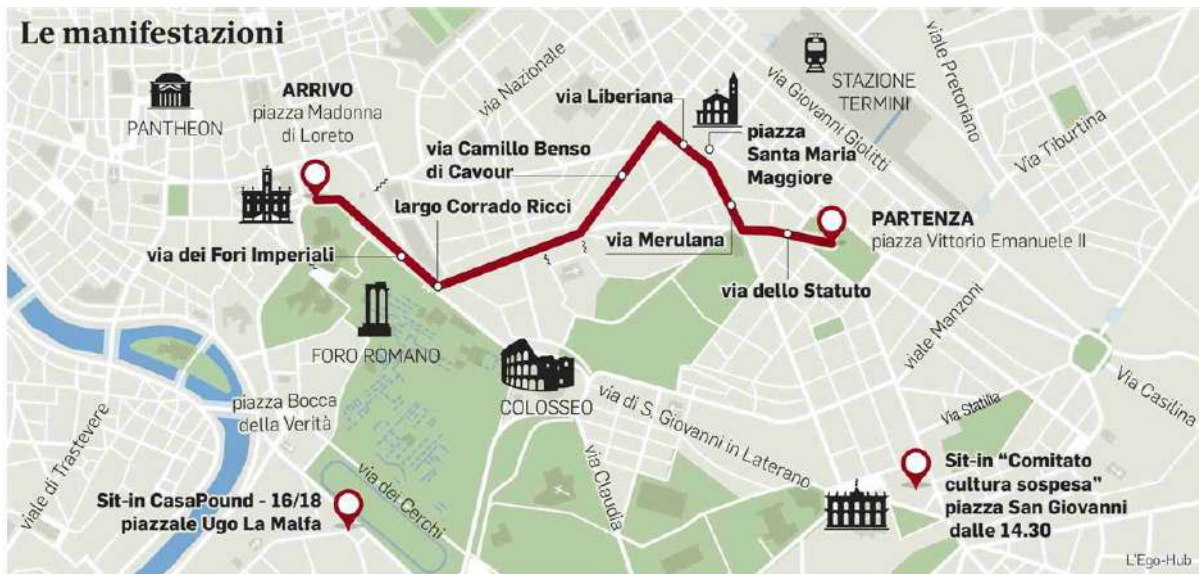 Le manifestazioni
PANTHEON
ARRIVO
piazza Madonna
di Loreto
via Nazionale
via Liberiana
via Camillo Benso
di Cavour
largo Corrado Ricci
via dei Fori Imperiali
piazza
Santa Maria
Maggiore
via Giovanni Giolitti
STAZIONE
TERMINI
viale Pretoriano
Via Tiburtina
PARTENZA
piazza Vittorio Emanuele II
via Merulana
via dello Statuto
viale Manzoni
FORO ROMANO
COLOSSEO
piazza Bocca
della Verità
viale di Trastevere
via dei Cerchi
via Claudia
via di S. Giovanni in Laterano
Via Statilia
Via Casilina
Sit-in CasaPound - 16/18
piazzale Ugo La Malfa
Sit-in “Comitato
cultura sospesa”
piazza San Giovanni
dalle 14.30
L'Ego-Hub